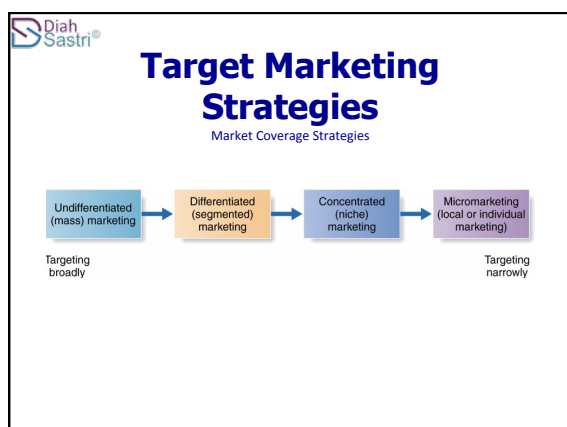 Diah
Sastri©
Target Marketing
Strategies
Market Coverage Strategies
Undifferentiated
(mass) marketing
Differentiated
(segmented)
marketing
Concentrated
(niche)
marketing
Micromarketing
(local or individual
marketing)
Targeting
broadly
Targeting
narrowly